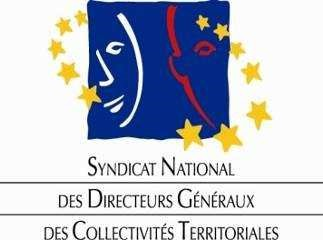 SYNDICAT NATIONAL
DES DIRECTEURS GÉNÉRAUX
DES COLLECTIVITÉS TERRITORIALES